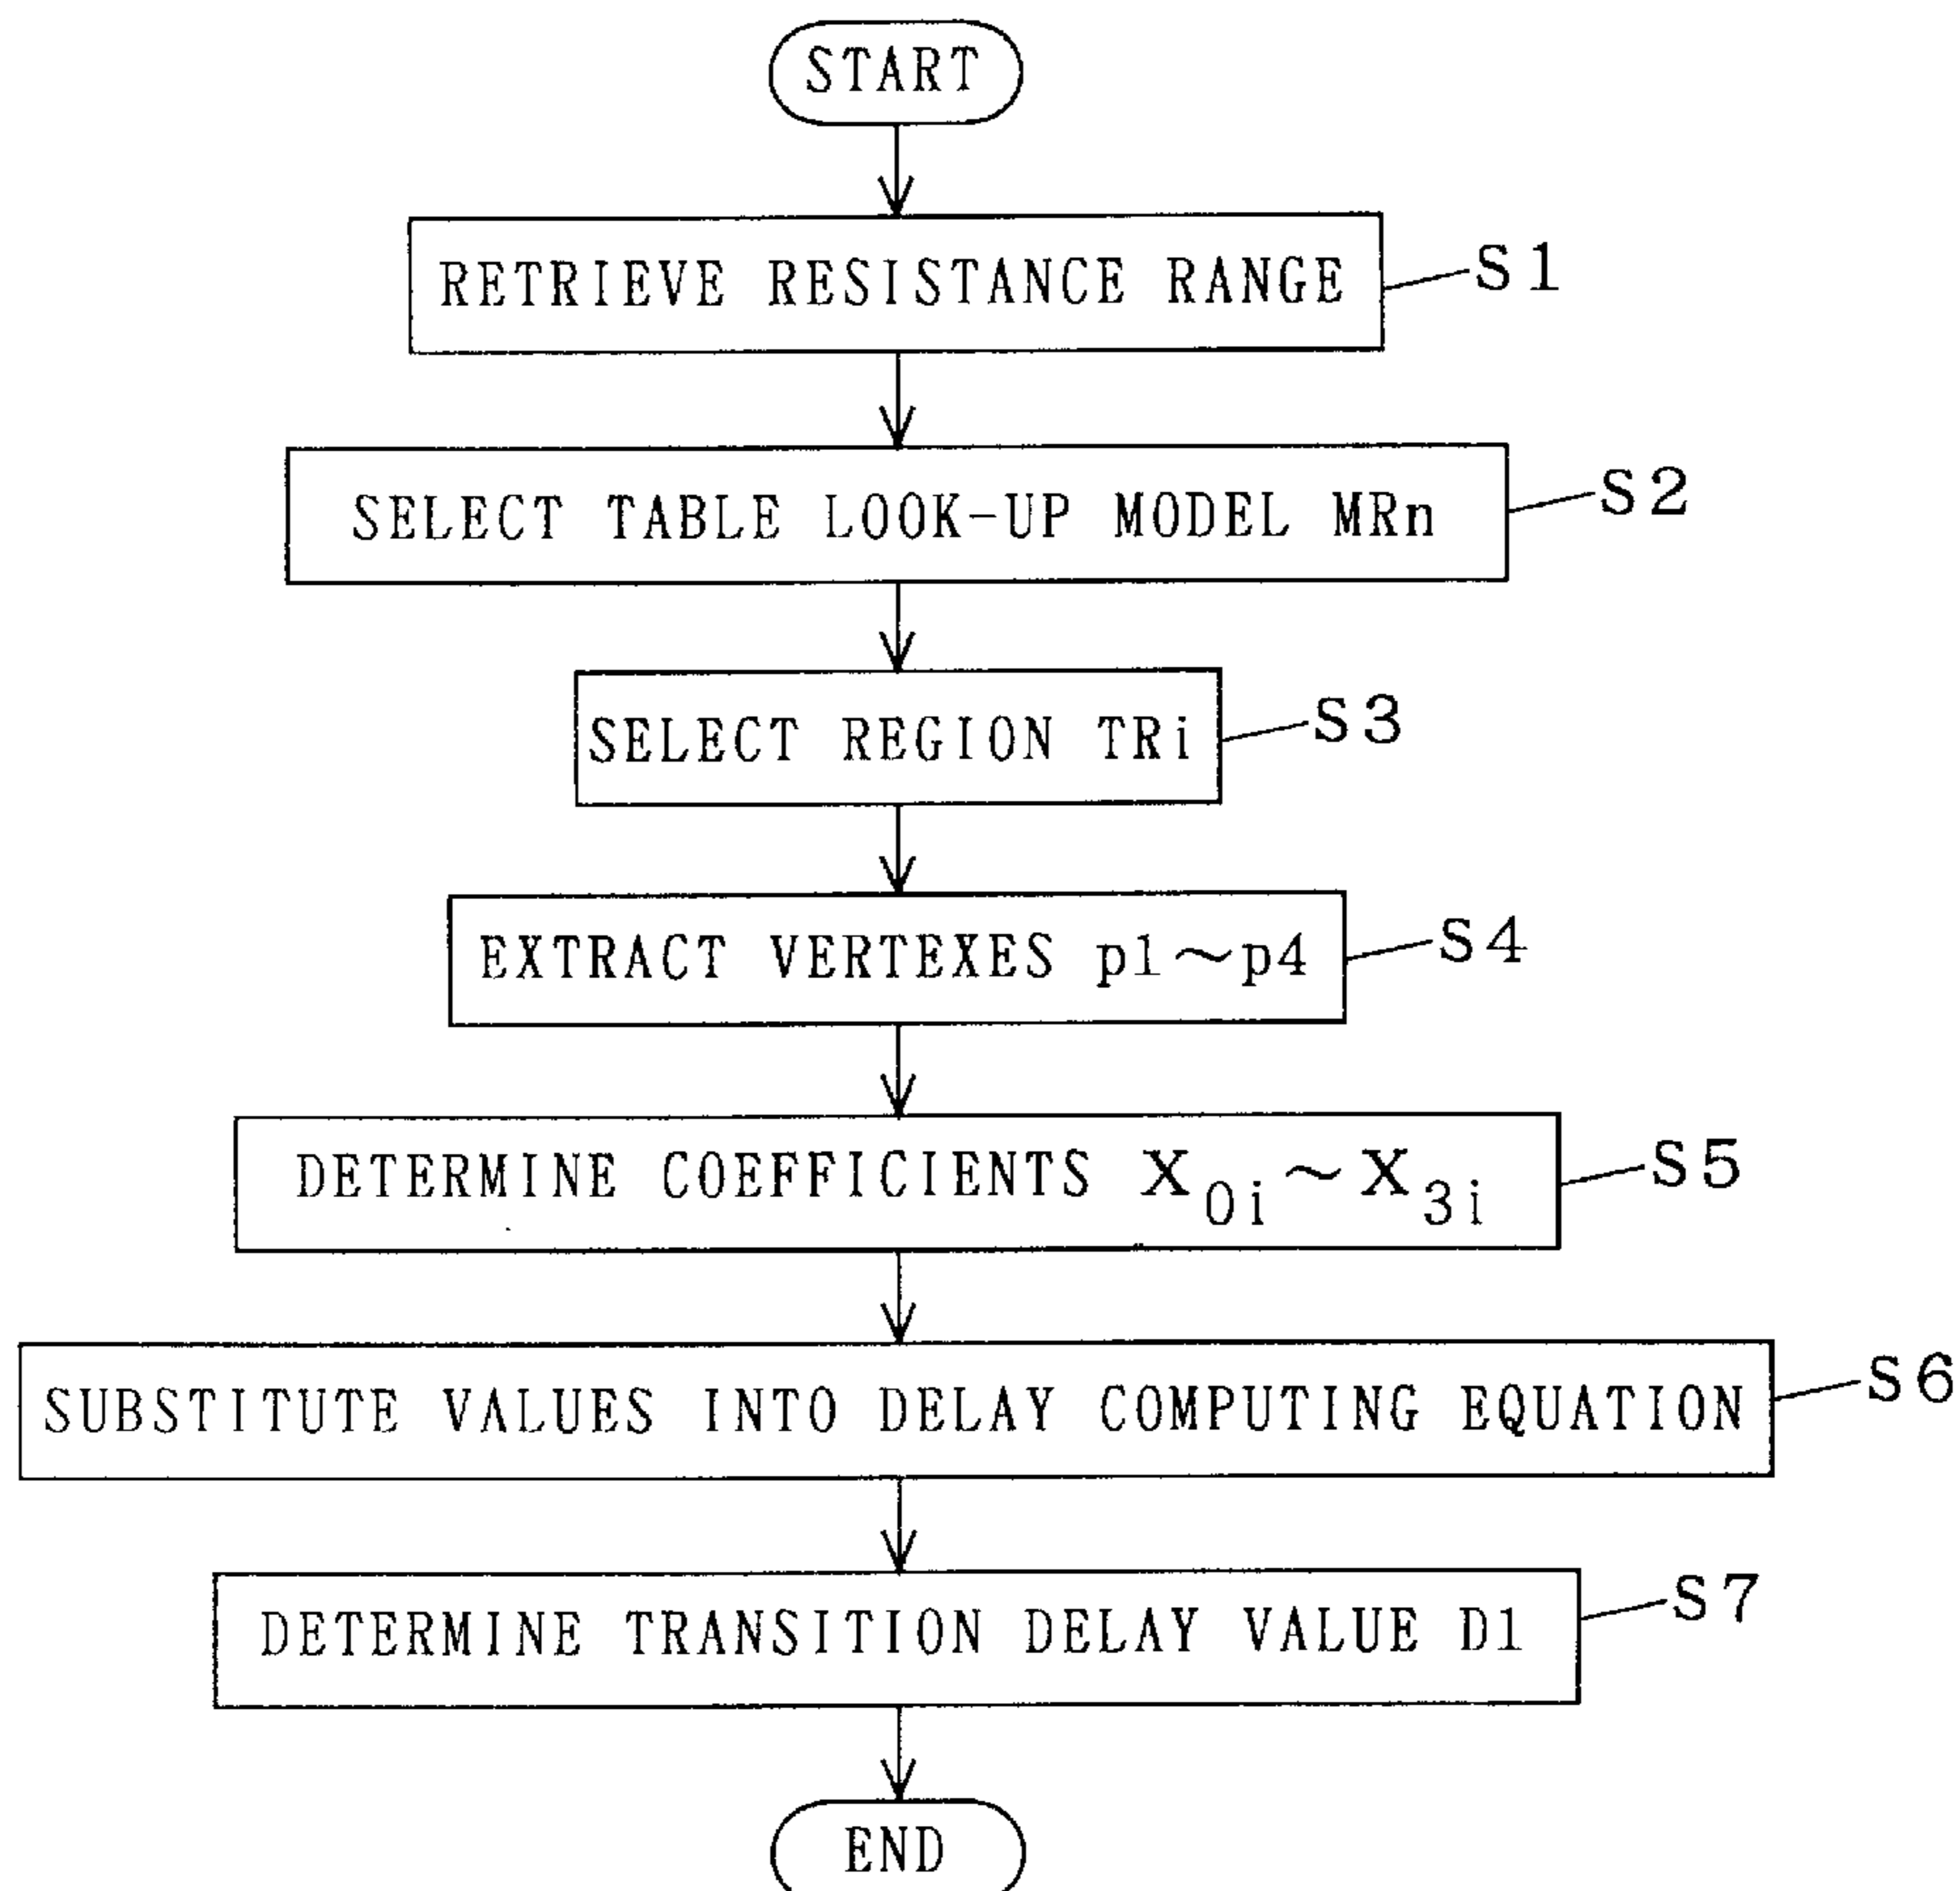 START
RETRIEVE RESISTANCE RANGE
S1
SELECT TABLE LOOK-UP MODEL MRn
S2
SELECT REGION TRi
S3
EXTRACT VERTEXES p1~p4
S4
DETERMINE COEFFICIENTS X0i~X3i
S5
SUBSTITUTE VALUES INTO DELAY COMPUTING EQUATION
S6
DETERMINE TRANSITION DELAY VALUE D1
S7
END